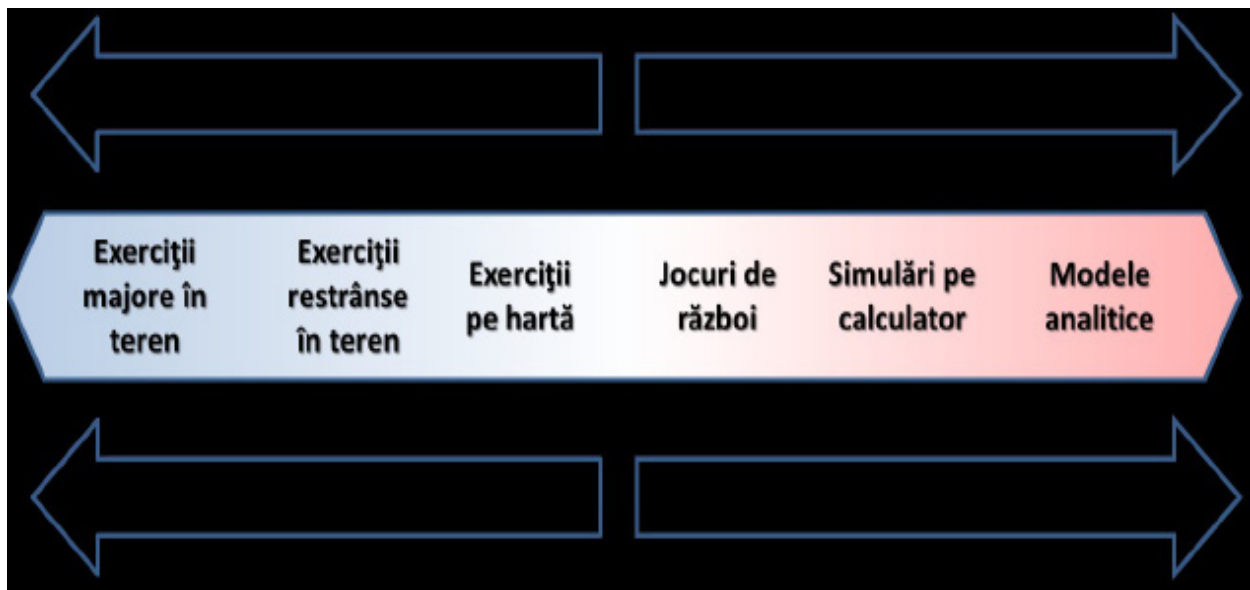 Exerciţii
majore în
teren
Exerciţii
restrânse
în teren
Exerciţii
pe hartă
Jocuri de
război
Simulări pe
calculator
Modele
analitice